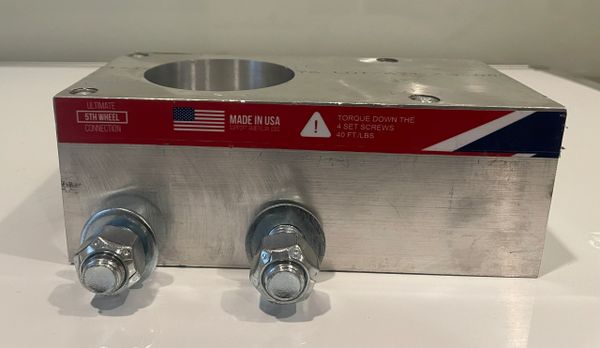 ULTIMATE
5TH WHEEL
CONNECTION
MADE IN USA
TORQUE DOWN THE
4 SET SCREWS
40 FT/LBS